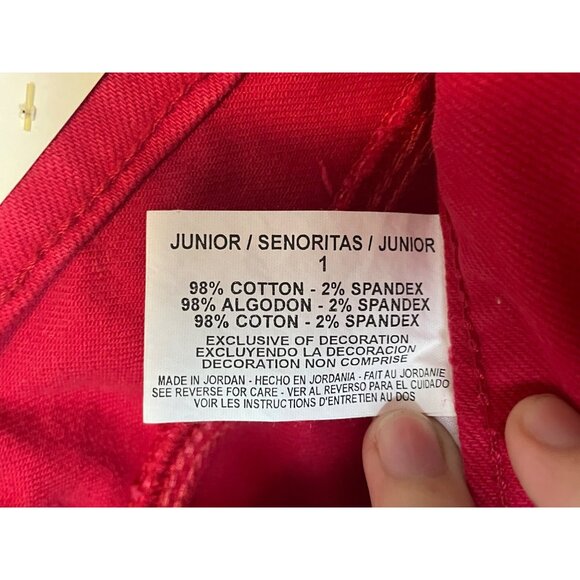 JUNIOR / SENORITAS / JUNIOR
1
98% COTTON - 2% SPANDEX
98% ALGODON - 2% SPANDEX
98% COTON - 2% SPANDEX
EXCLUSIVE OF DECORATION
EXCLUYENDO LA DECORACION
DECORATION NON COMPRISE
MADE IN JORDAN - HECHO EN JORDANIA - FAIT AU JORDANIE
SEE REVERSE FOR CARE - VER AL REVERSO PARA EL CUIDADO
VOIR LES INSTRUCTIONS D'ENTRETIEN AU DOS